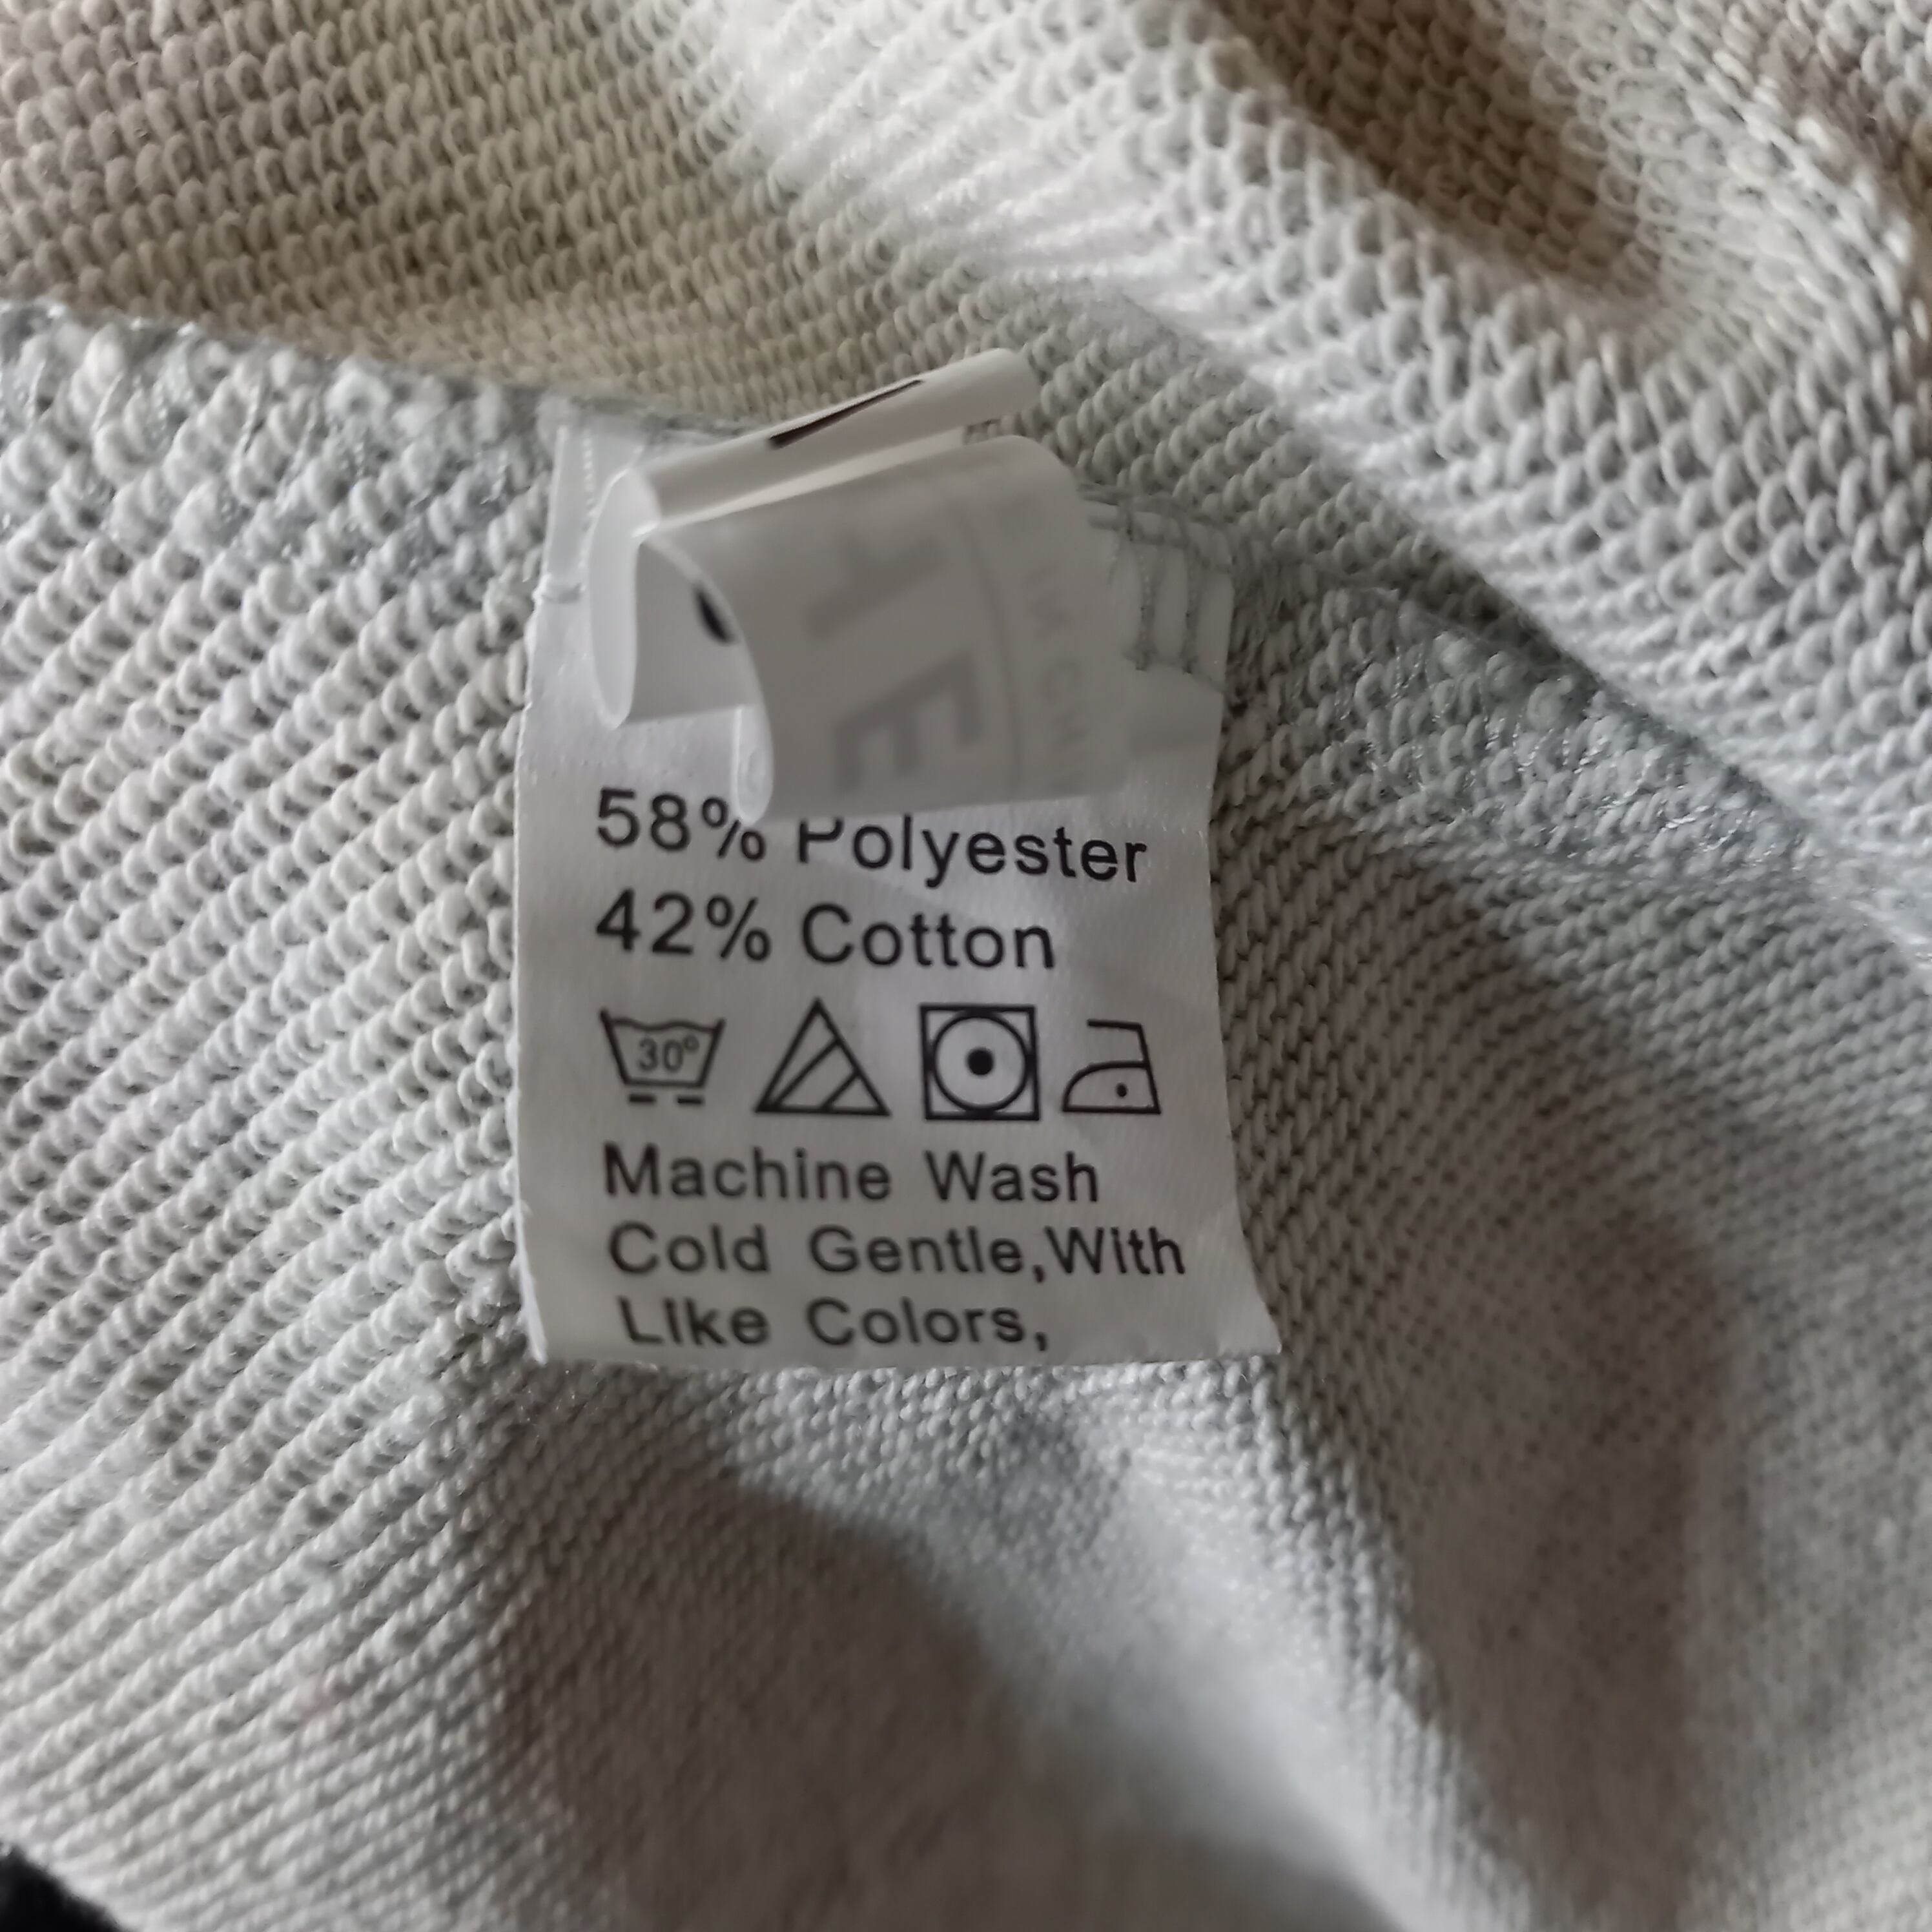 58% Polyester
42% Cotton
30°
Machine Wash
Cold Gentle,With
LIke Colors,